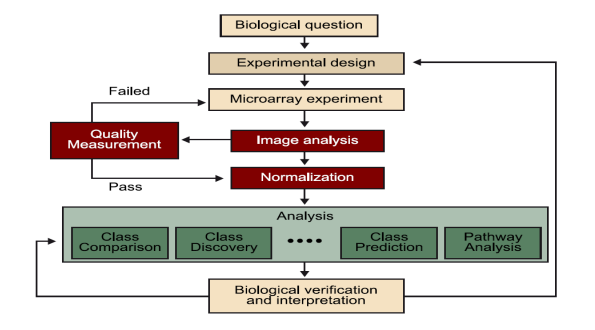 Biological question
Experimental design
Failed
Microarray experiment
Quality
Measurement
Image analysis
Pass
Normalization
Analysis
Class
Comparison
Class
Discovery
••••
Class
Prediction
Pathway
Analysis
Biological verification
and interpretation